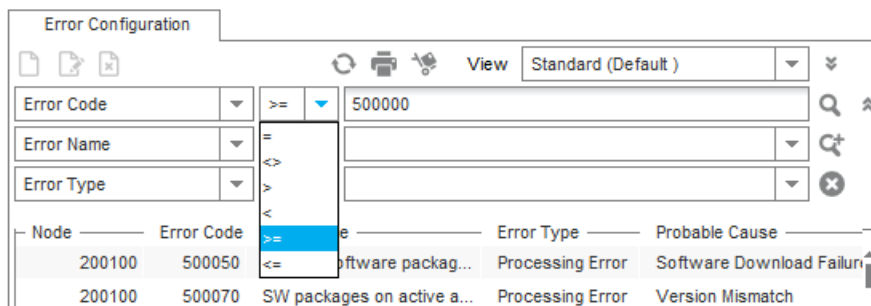 Error Configuration
View Standard (Default )
Error Code >= 500000
Error Name =
<>
Error Type >
<
Node Error Code >= e Error Type Probable Cause
200100 500050 <= oftware packag... Processing Error Software Download Failure
200100 500070 SW packages on active a... Processing Error Version Mismatch